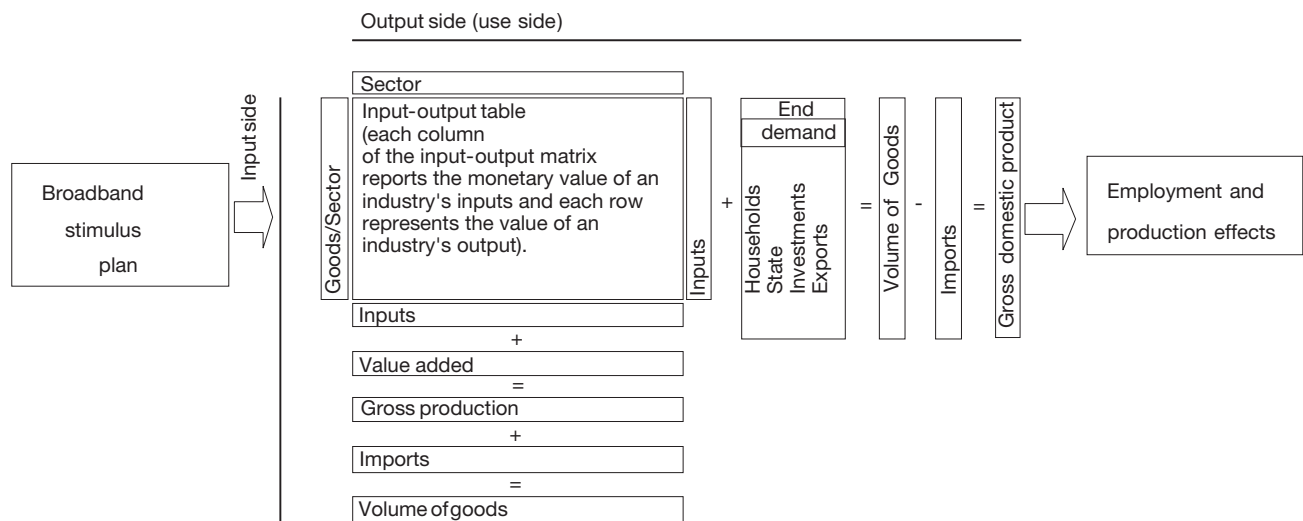 Output side (use side)
Sector
Input side
Broadband
stimulus
plan
Goods/Sector
Input-output table
(each column
of the input-output matrix
reports the monetary value of an
industry's inputs and each row
represents the value of an
industry's output).
Inputs
+
End
demand
Households
State
Investments
Exports
=
Volume of Goods
-
Imports
=
Gross domestic product
Employment and
production effects
Inputs
+
Value added
=
Gross production
+
Imports
=
Volume of goods